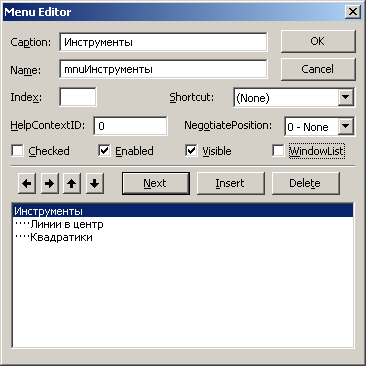 Menu Editor
Caption: Инструменты OK
Name: mnuИнструменты Cancel
Index: Shortcut: (None)
HelpContextID: 0 NegotiatePosition: 0 - None
Checked Enabled Visible WindowList
Next Insert Delete
Инструменты
····Линии в центр
····Квадратики